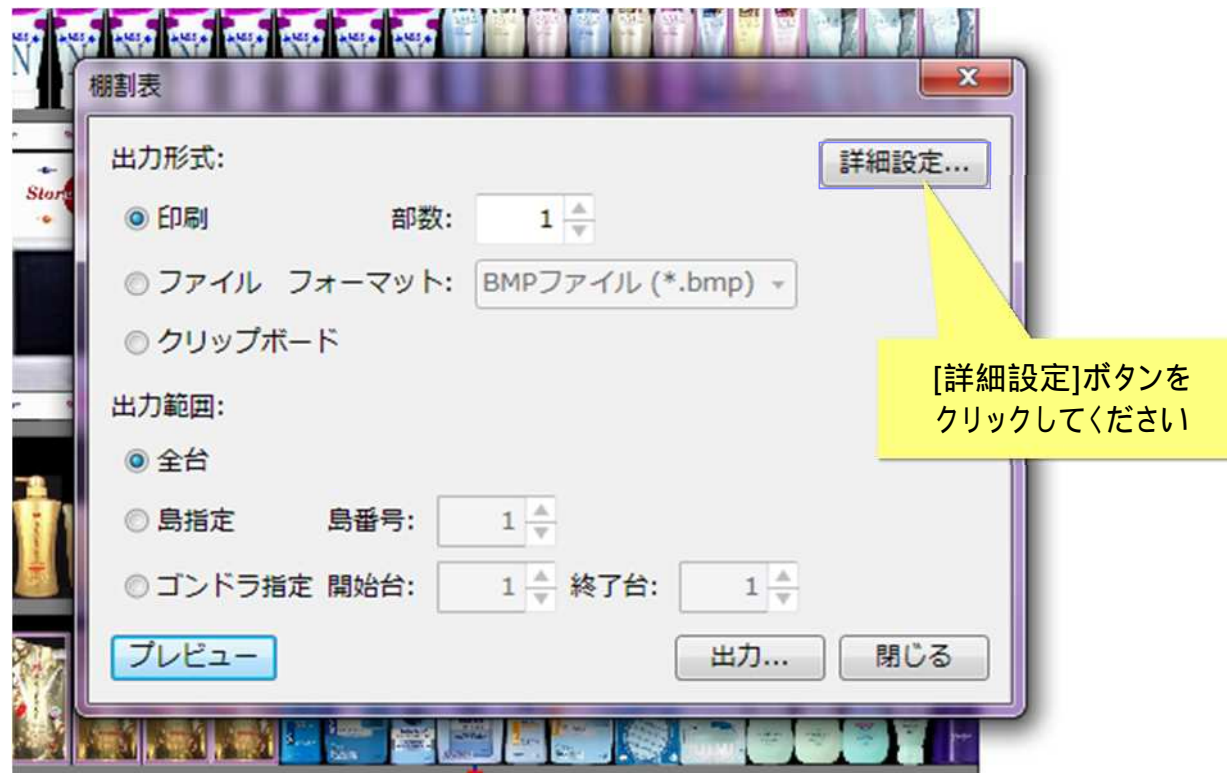 棚割表
出力形式:
詳細設定...
印刷 部数: 1
ファイル フォーマット: BMPファイル (*.bmp)
クリップボード
[詳細設定]ボタンを
クリックしてください
出力範囲:
全台
島指定 島番号: 1
ゴンドラ指定 開始台: 1 終了台: 1
プレビュー 出力... 閉じる